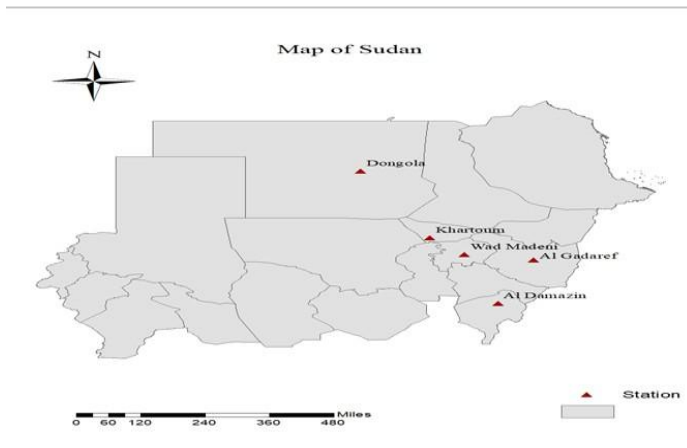 Map of Sudan
N
Dongola
Khartoum
Wad Madeni
Al Gadaref
Al Damazin
Station
Miles
0 60 120 240 360 480